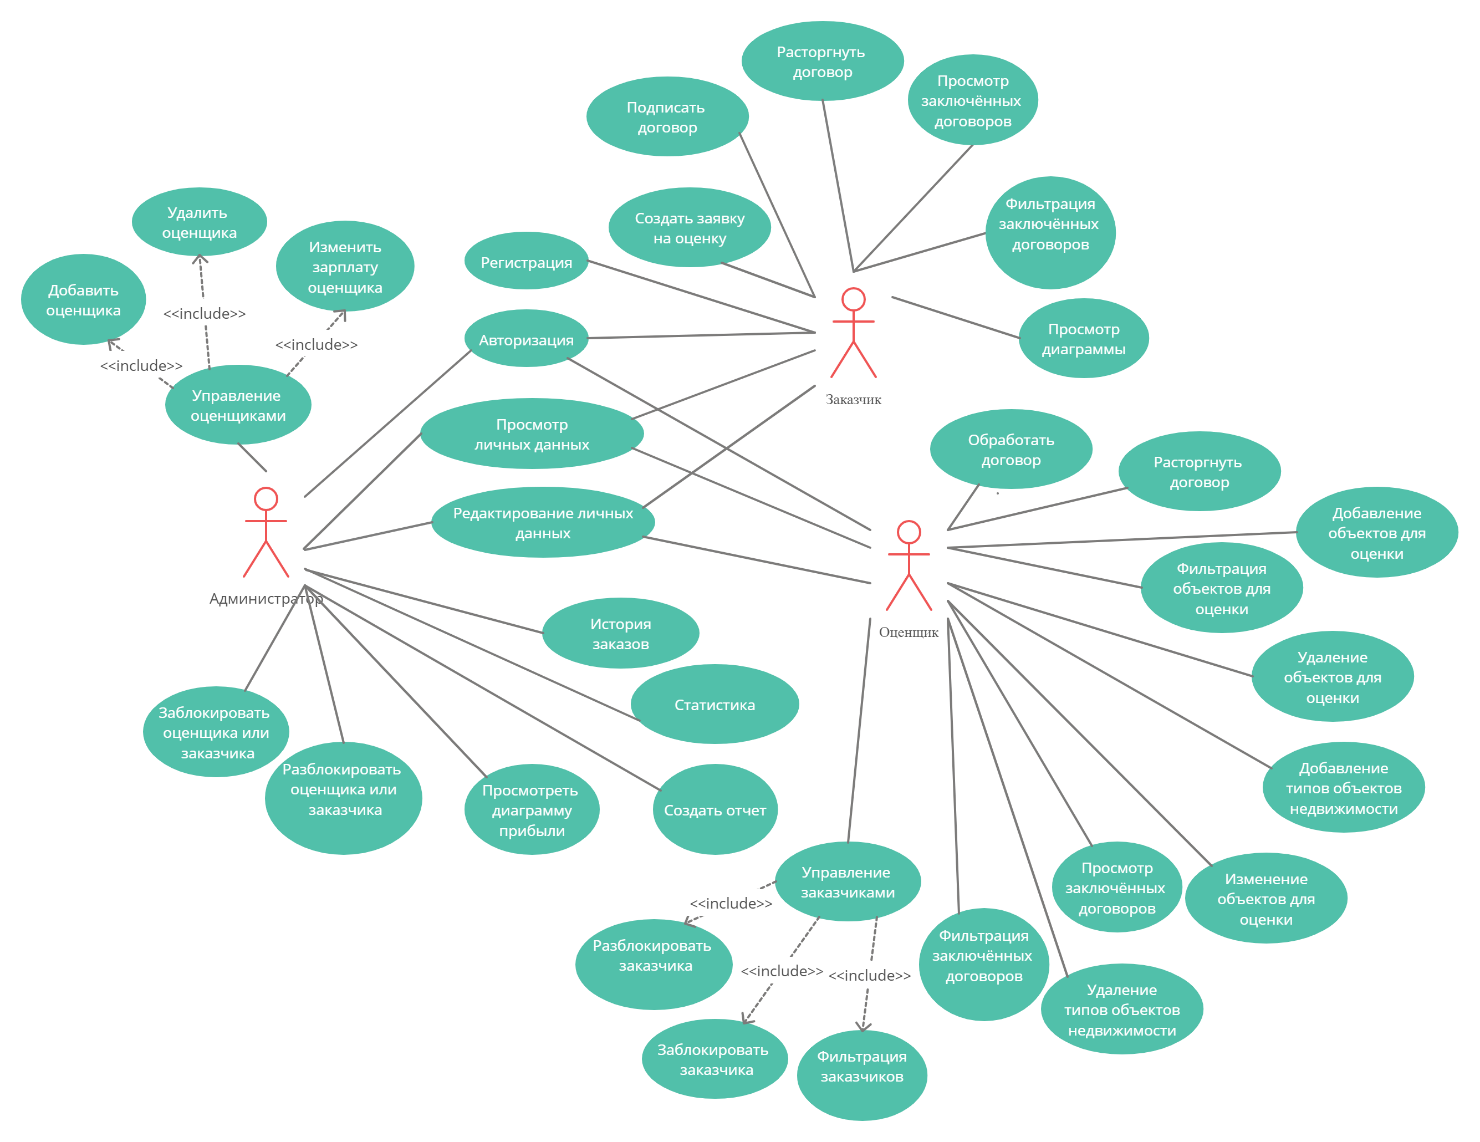 Расторгнуть
договор
Просмотр
заключённых
договоров
Подписать
договор
Создать заявку
на оценку
Фильтрация
заключённых
договоров
Регистрация
Удалить
оценщика
Изменить
зарплату
оценщика
Добавить
оценщика
<<include>>
<<include>>
<<include>>
Авторизация
Просмотр
диаграммы
Управление
оценщиками
Заказчик
Просмотр
личных данных
Обработать
договор
Расторгнуть
договор
Редактирование личных
данных
Добавление
объектов для
оценки
Фильтрация
объектов для
оценки
Администратор
Оценщик
История
заказов
Удаление
объектов для
оценки
Статистика
Заблокировать
оценщика или
заказчика
Разблокировать
оценщика или
заказчика
Просмотреть
диаграмму
прибыли
Создать отчет
Добавление
типов объектов
недвижимости
Управление
заказчиками
Просмотр
заключённых
договоров
Изменение
объектов для
оценки
<<include>>
Разблокировать
заказчика
<<include>>
<<include>>
Фильтрация
заключённых
договоров
Удаление
типов объектов
недвижимости
Заблокировать
заказчика
Фильтрация
заказчиков